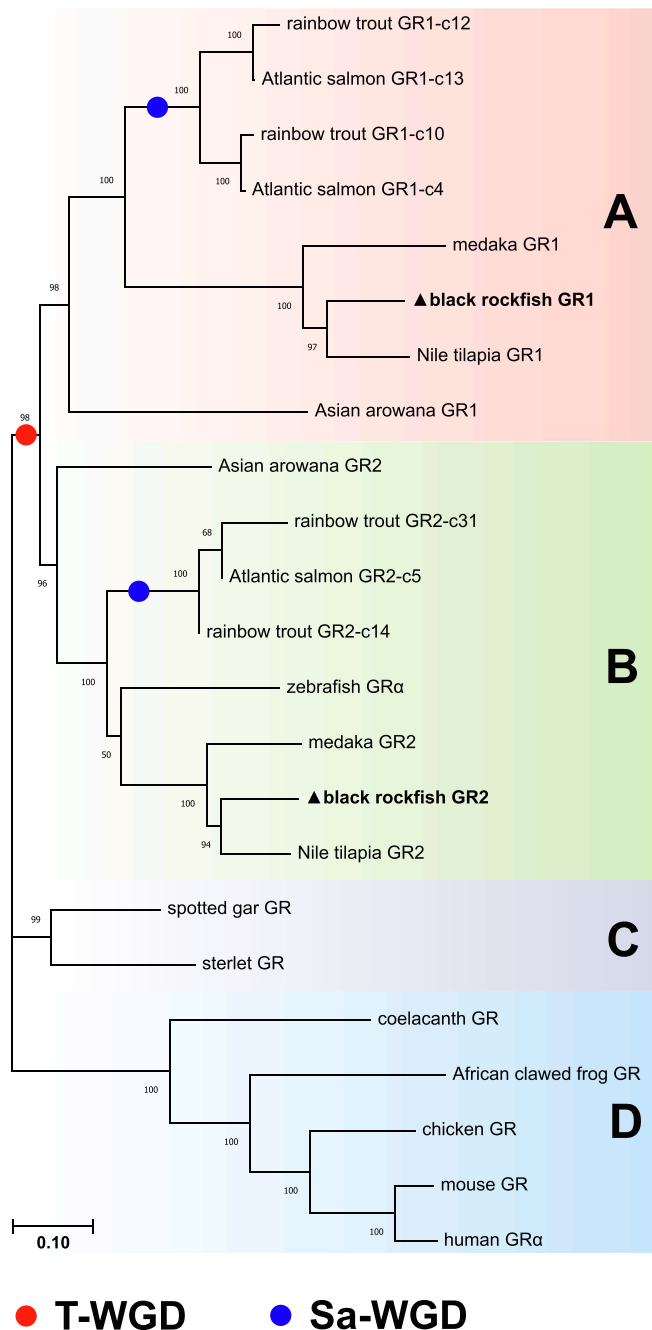 rainbow trout GR1-c12
100
Atlantic salmon GR1-c13
100
rainbow trout GR1-c10
100
Atlantic salmon GR1-c4
100
A
medaka GR1
98
▲black rockfish GR1
100
97
Nile tilapia GR1
Asian arowana GR1
98
Asian arowana GR2
rainbow trout GR2-c31
68
100
Atlantic salmon GR2-c5
96
rainbow trout GR2-c14
B
100
zebrafish GRα
medaka GR2
50
▲black rockfish GR2
100
94
Nile tilapia GR2
spotted gar GR
99
C
sterlet GR
coelacanth GR
African clawed frog GR
100
D
chicken GR
100
mouse GR
100
100
human GRα
0.10
T-WGD
Sa-WGD